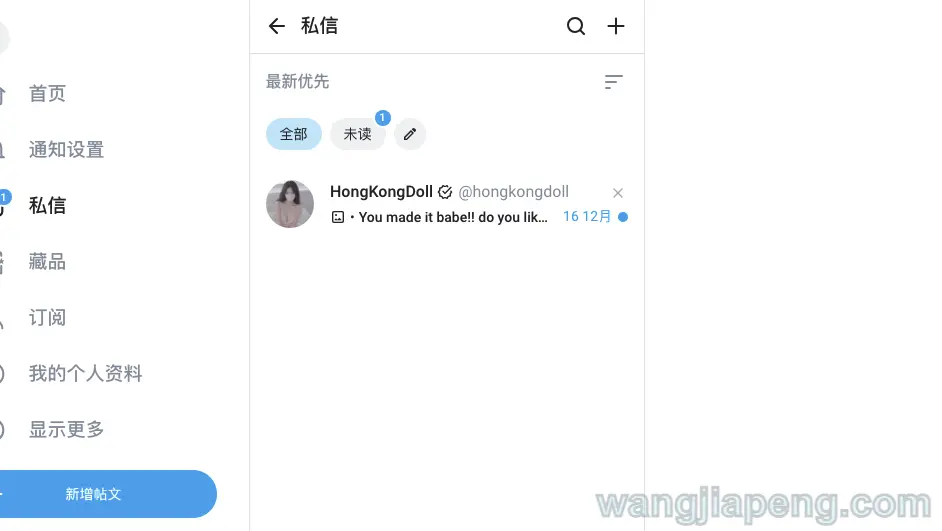 私信
首页
通知设置
1
私信
藏品
订阅
我的个人资料
显示更多
新增帖文
最新优先
全部
未读
1
HongKongDoll @hongkongdoll
• You made it babe!! do you lik... 16 12月
wangjiapeng.com